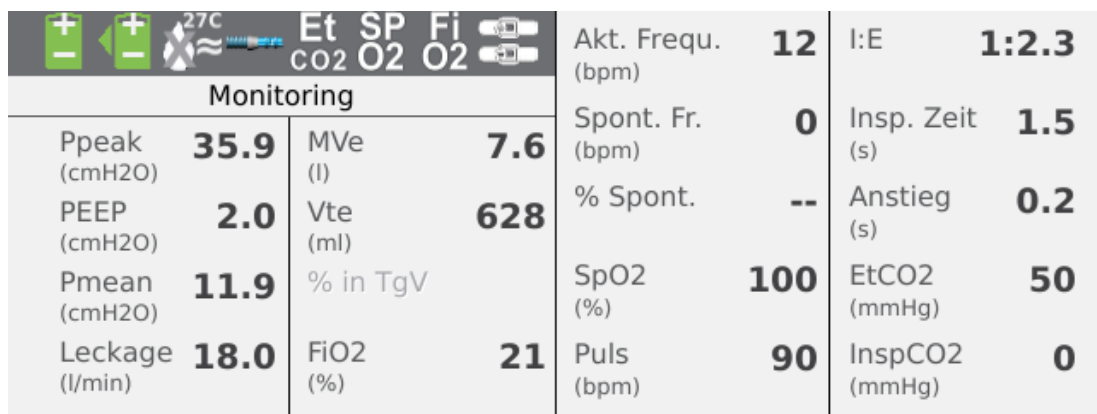 27C
Et CO2 SP O2 Fi O2
Monitoring
Ppeak 35.9
(cmH2O)
PEEP 2.0
(cmH2O)
Pmean 11.9
(cmH2O)
Leckage 18.0
(l/min)
MVe 7.6
(l)
Vte 628
(ml)
% in TgV
FiO2 21
(%)
Akt. Frequ. 12
(bpm)
Spont. Fr. 0
(bpm)
% Spont. --
SpO2 100
(%)
Puls 90
(bpm)
I:E 1:2.3
Insp. Zeit 1.5
(s)
Anstieg 0.2
(s)
EtCO2 50
(mmHg)
InspCO2 0
(mmHg)